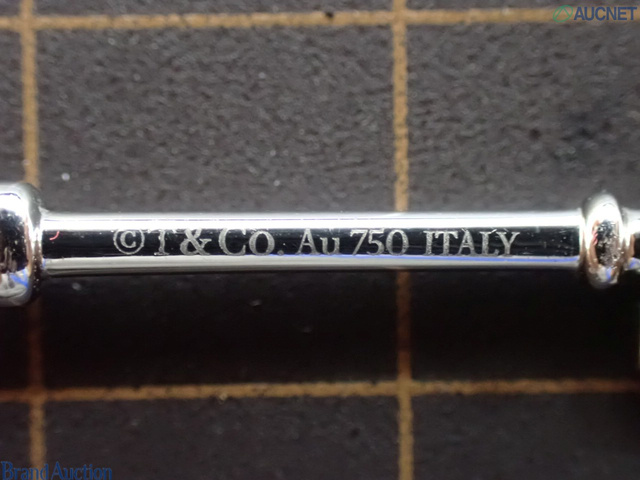 AUCNET
©T&Co. Au 750 ITALY
Brand Auction